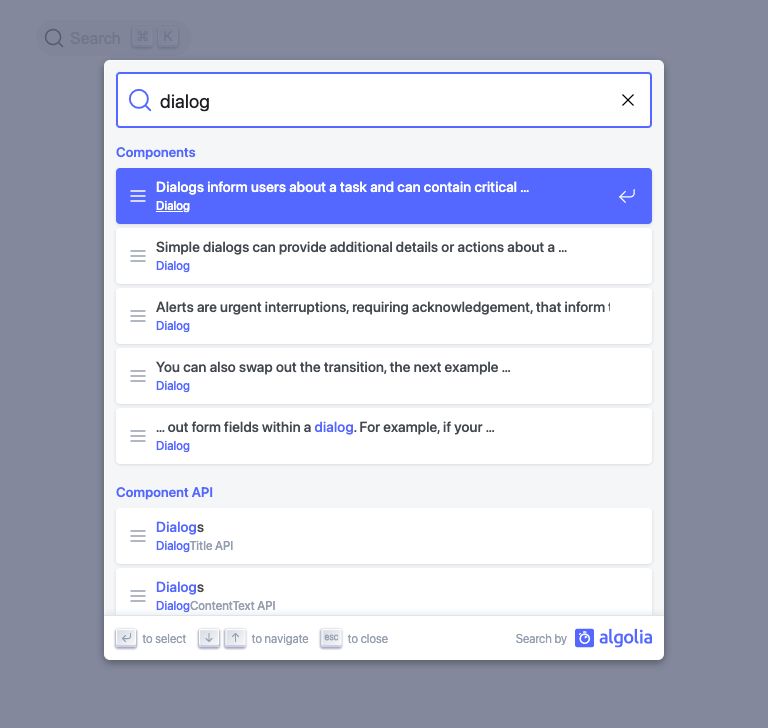 Search ⌘ K
dialog
Components
Dialogs inform users about a task and can contain critical ...
Dialog
Simple dialogs can provide additional details or actions about a ...
Dialog
Alerts are urgent interruptions, requiring acknowledgement, that inform
Dialog
You can also swap out the transition, the next example ...
Dialog
... out form fields within a dialog. For example, if your ...
Dialog
Component API
Dialogs
DialogTitle API
Dialogs
DialogContentText API
to select to navigate esc to close Search by algolia